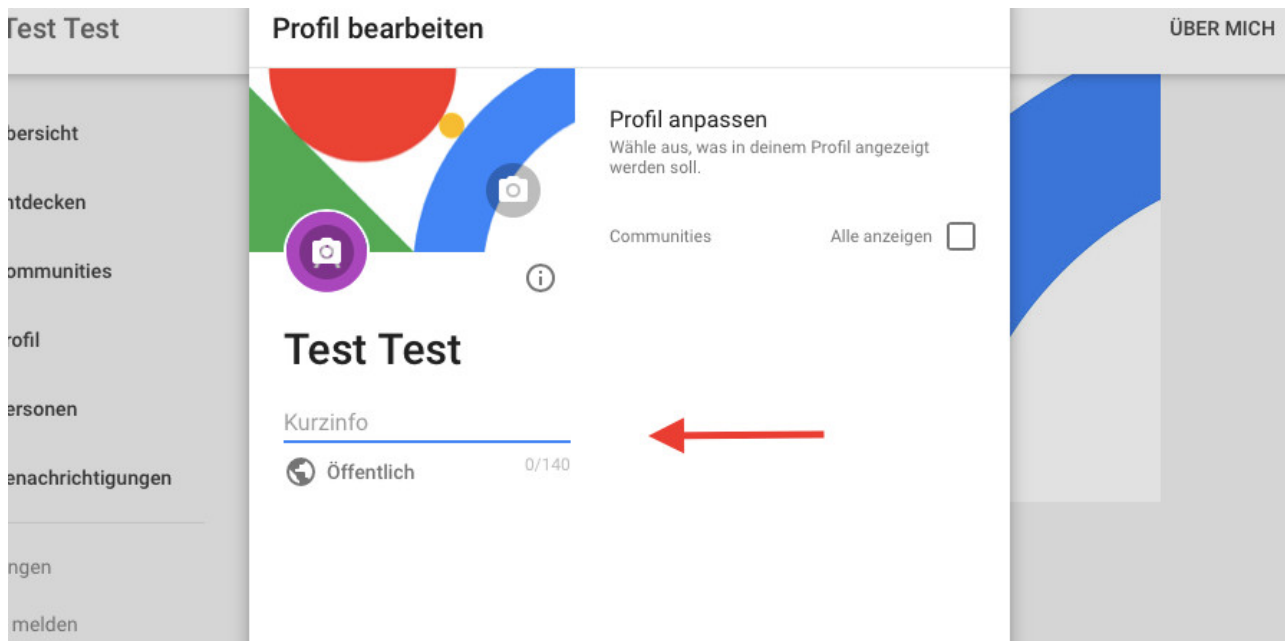 Test Test
Profil bearbeiten
ÜBER MICH
bersicht
ntdecken
ommunities
rofil
ersonen
enachrichtigungen
ngen
melden
Profil anpassen
Wähle aus, was in deinem Profil angezeigt
werden soll.
Communities Alle anzeigen
Test Test
Kurzinfo
Öffentlich 0/140